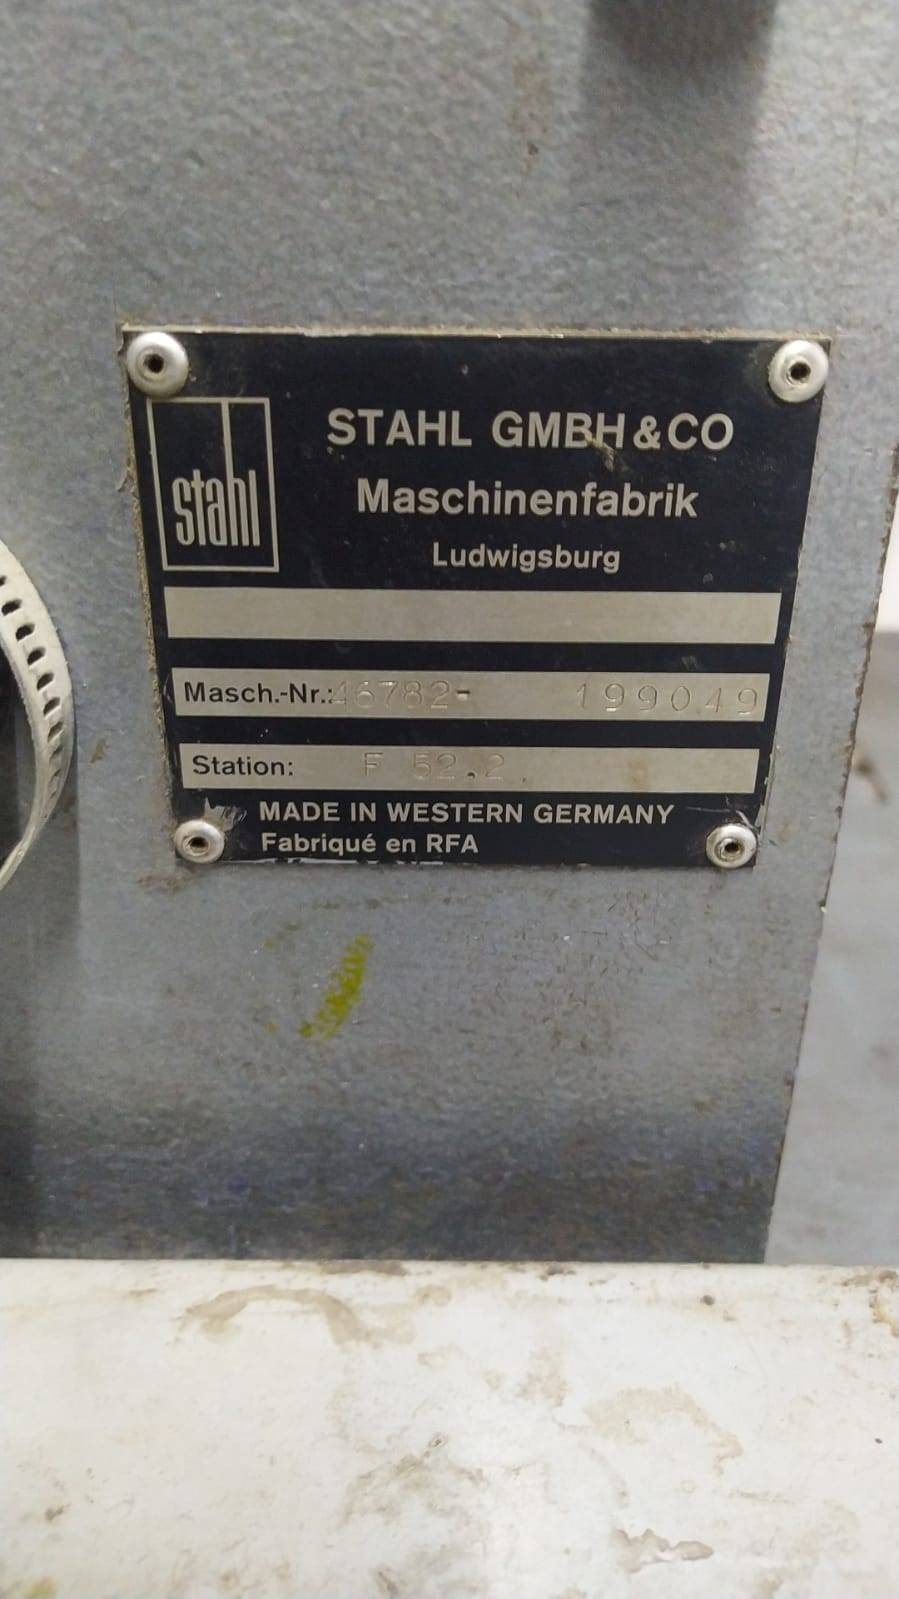 stahl
STAHL GMBH & CO
Maschinenfabrik
Ludwigsburg
Masch.-Nr.: 46782- 199049
Station: F 52.2
MADE IN WESTERN GERMANY
Fabriqué en RFA